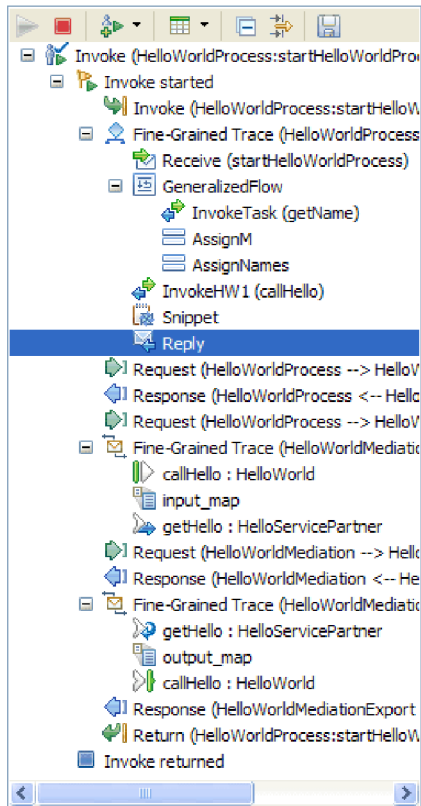 Invoke (HelloWorldProcess:startHelloWorldPro
Invoke started
Invoke (HelloWorldProcess:startHelloW
Fine-Grained Trace (HelloWorldProcess
Receive (startHelloWorldProcess)
GeneralizedFlow
InvokeTask (getName)
AssignM
AssignNames
InvokeHW1 (callHello)
Snippet
Reply
Request (HelloWorldProcess --> HelloW
Response (HelloWorldProcess <-- Hello
Request (HelloWorldProcess --> HelloW
Fine-Grained Trace (HelloWorldMediatio
callHello : HelloWorld
input_map
getHello : HelloServicePartner
Request (HelloWorldMediation --> Hello
Response (HelloWorldMediation <-- He
Fine-Grained Trace (HelloWorldMediatio
getHello : HelloServicePartner
output_map
callHello : HelloWorld
Response (HelloWorldMediationExport
Return (HelloWorldProcess:startHelloW
Invoke returned